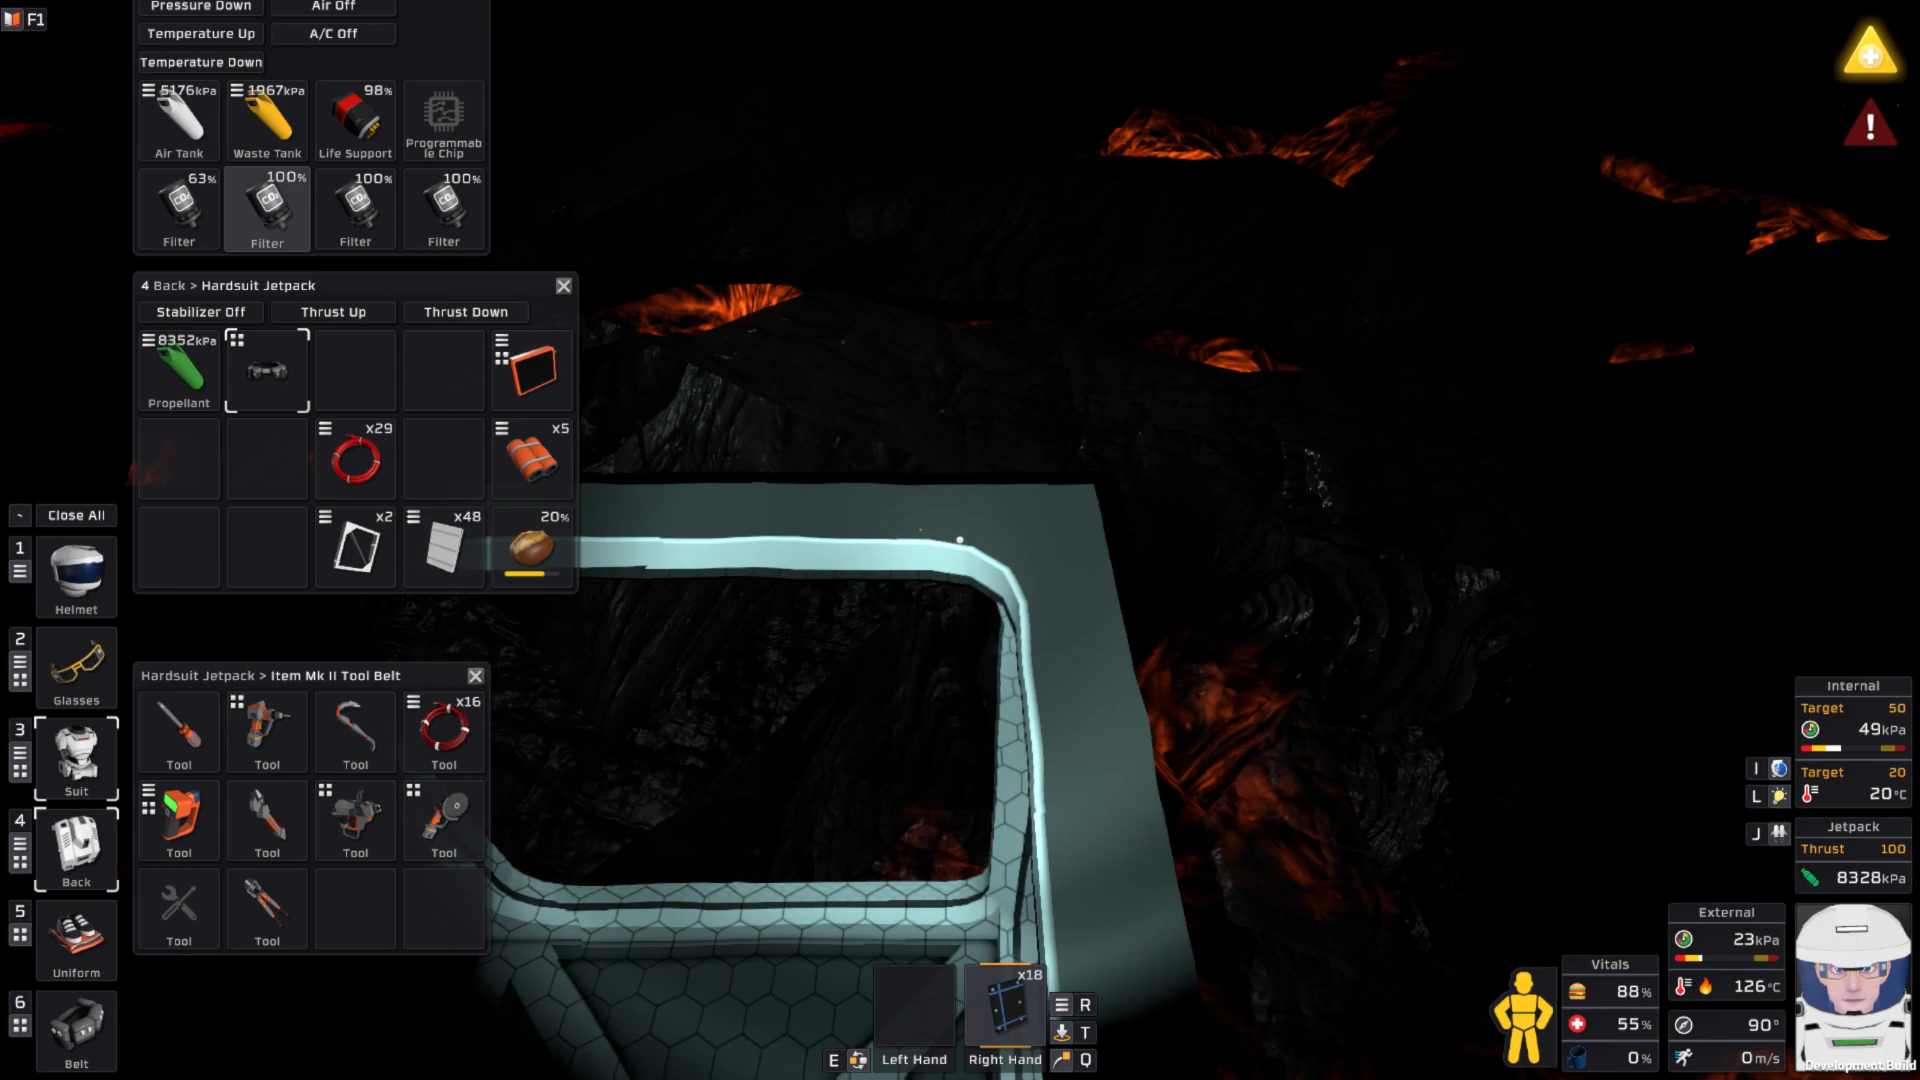 F1
Pressure Down Air Off
Temperature Up A/C Off
Temperature Down
5176kPa 1967kPa 98%
Air Tank Waste Tank Life Support Programmab
le Chip
63% 100% 100% 100%
Filter Filter Filter Filter
4 Back > Hardsuit Jetpack
Stabilizer Off Thrust Up Thrust Down
8352kPa
Propellant
x29 x5
x2 x48 20%
~ Close All
1 Helmet
2 Glasses
3 Suit
4 Back
5 Uniform
6 Belt
Hardsuit Jetpack > Item Mk II Tool Belt
x16
Tool Tool Tool Tool
Tool Tool Tool Tool
Tool Tool
x18
R
T
E Left Hand Right Hand Q
Internal
Target 50
49kPa
Target 20
20°C
I
L
J
Jetpack
Thrust 100
8328kPa
External
23kPa
126°C
90°
0m/s
Vitals
88%
55%
0%
Development Build